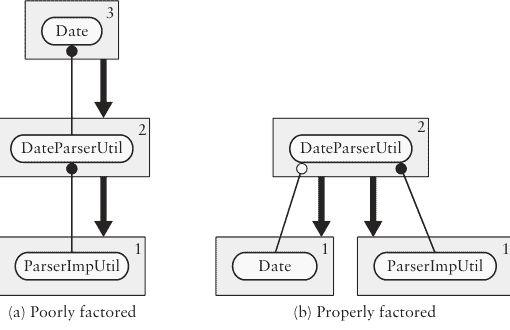 3
Date
2
DateParserUtil
1
ParserImpUtil
(a) Poorly factored
2
DateParserUtil
1
Date
1
ParserImpUtil
(b) Properly factored